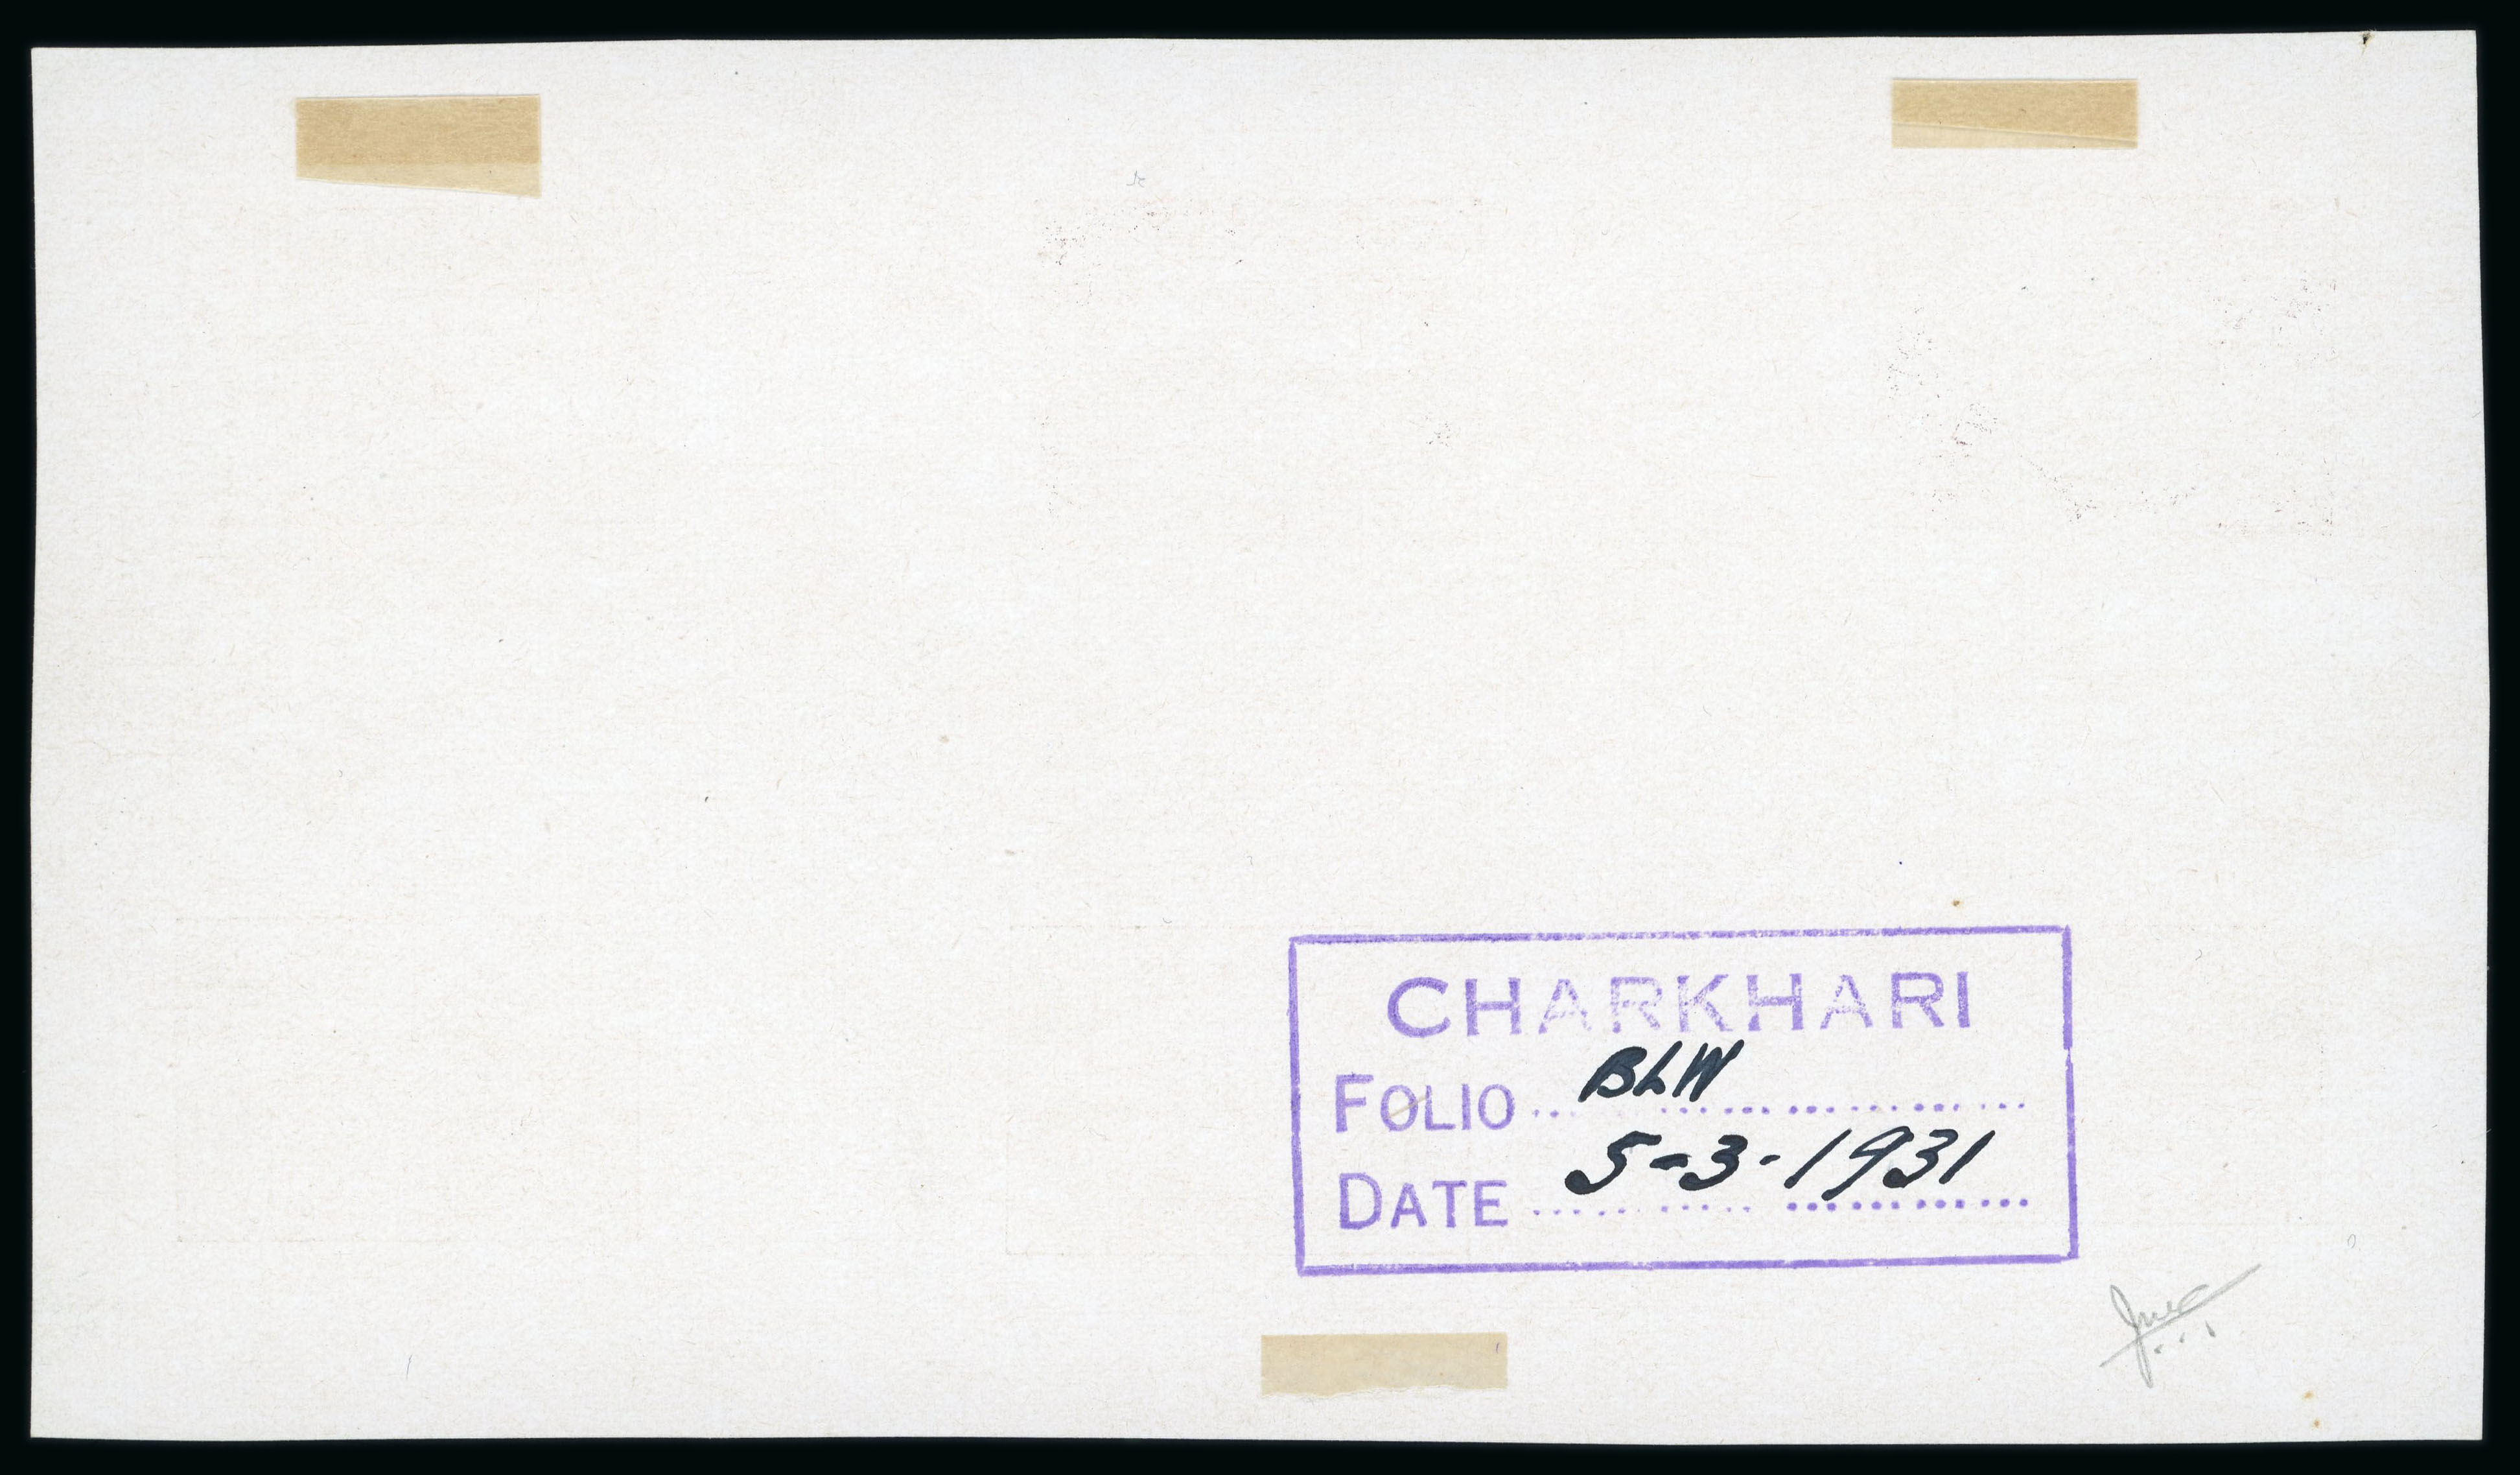 CHARKHARI
FOLIO ... BLW ...............
DATE ... 5-3-1931 ............